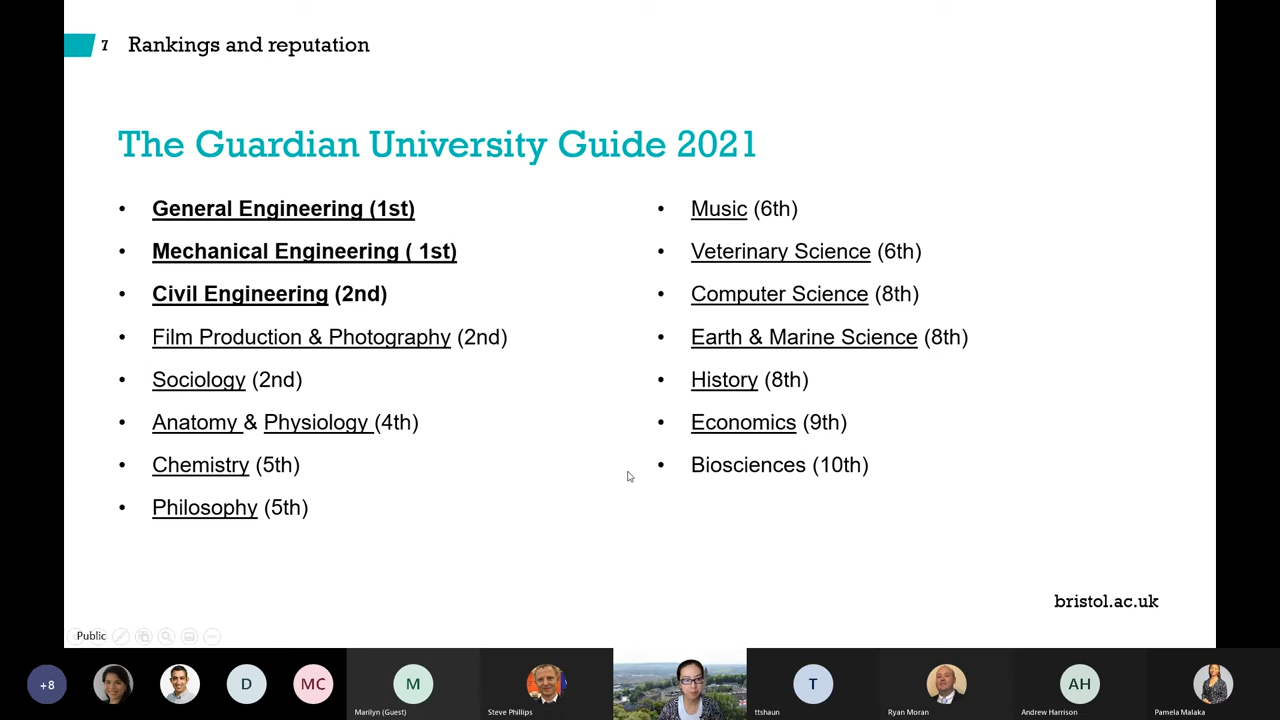 7 Rankings and reputation
The Guardian University Guide 2021
• General Engineering (1st)
• Mechanical Engineering ( 1st)
• Civil Engineering (2nd)
• Film Production & Photography (2nd)
• Sociology (2nd)
• Anatomy & Physiology (4th)
• Chemistry (5th)
• Philosophy (5th)
• Music (6th)
• Veterinary Science (6th)
• Computer Science (8th)
• Earth & Marine Science (8th)
• History (8th)
• Economics (9th)
• Biosciences (10th)
bristol.ac.uk
Public
+8
D
MC
M
Marilyn (Guest)
Steve Phillips
T
ttshaun
Ryan Moran
AH
Andrew Harrison
Pamela Malaka